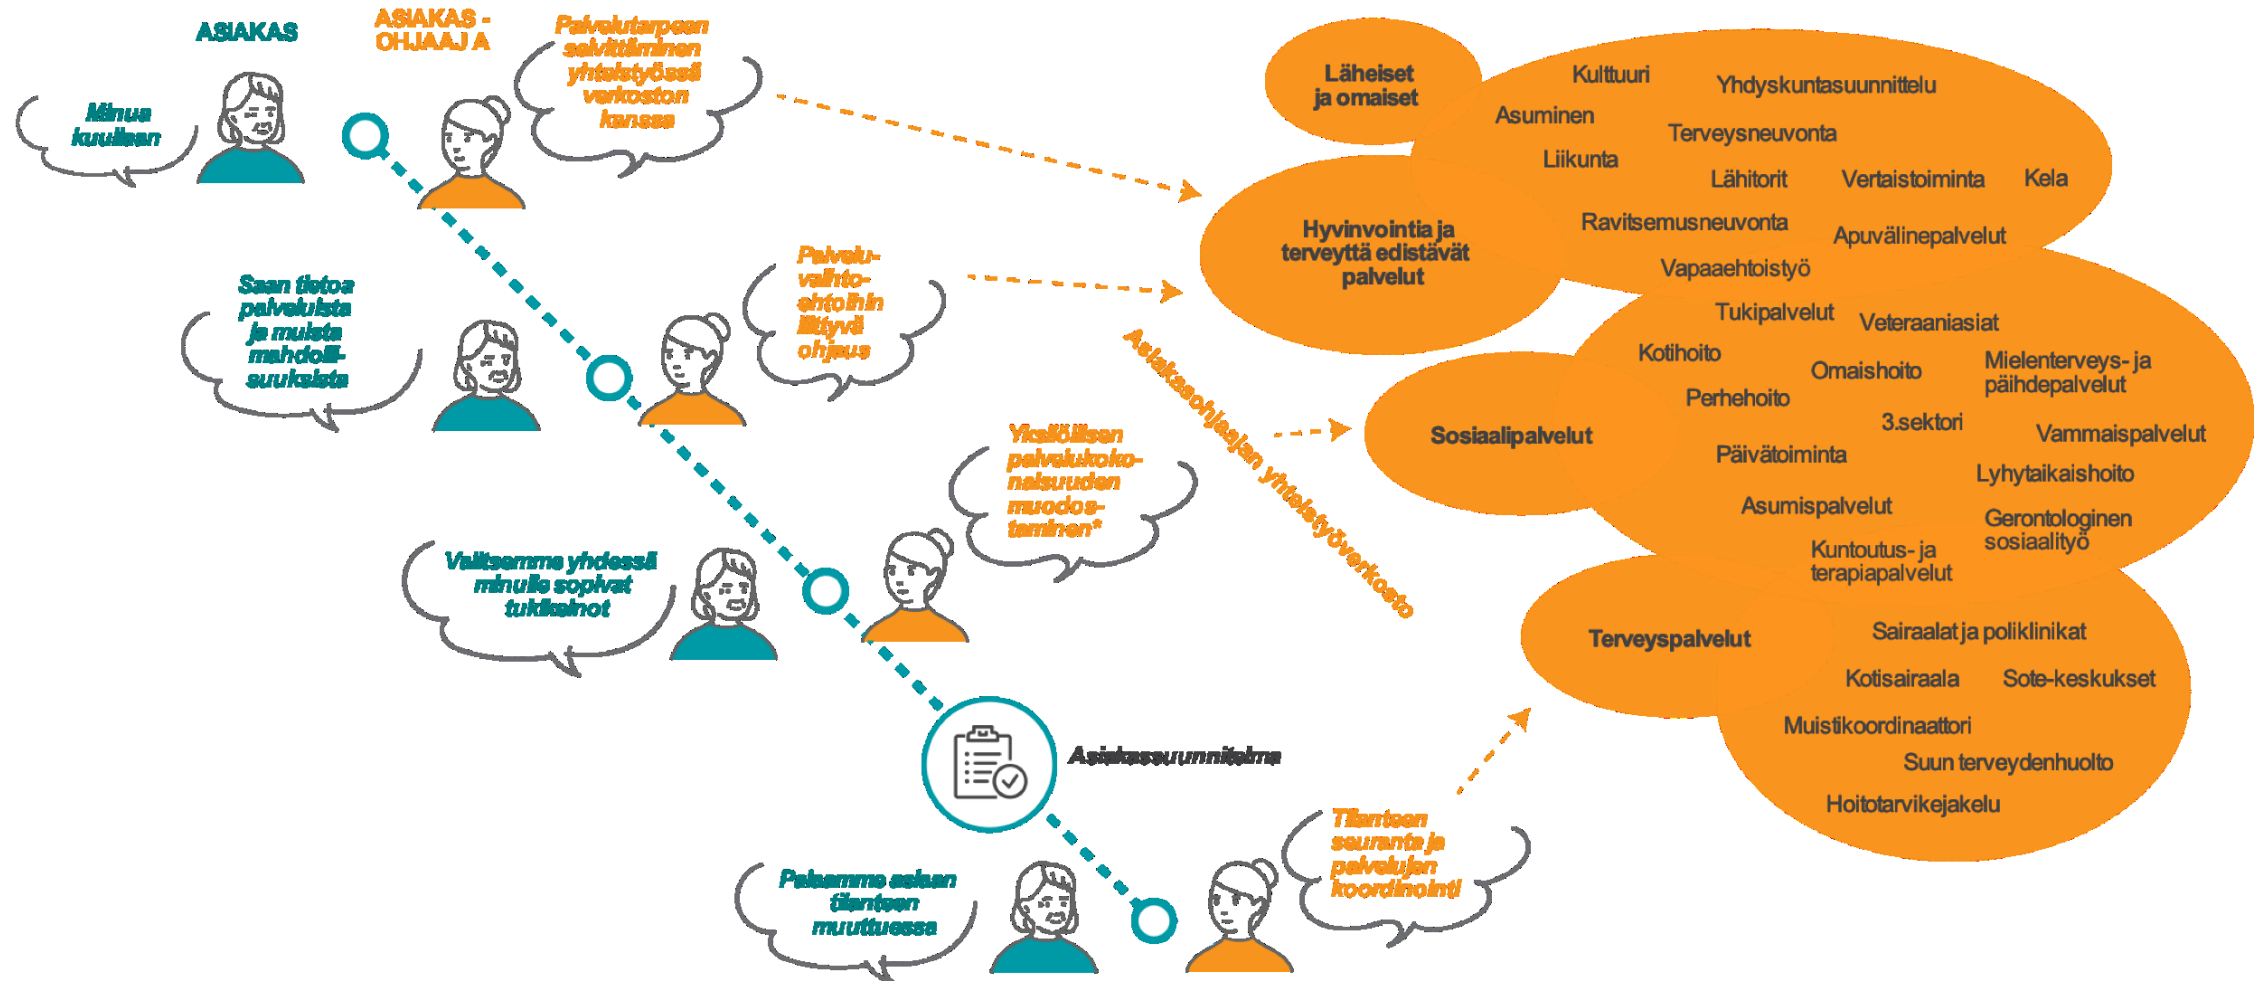 ASIAKAS
ASIAKAS -
OHJAAJ A
Minua
kuullaan
Palvelutarpeen
selvittäminen
yhteistyössä
verkoston
kanssa
Saan tietoa
palveluista
ja muista
mahdolli-
suuksista
Palvelu-
vaihto-
ehtoihin
liittyvä
ohjaus
Valitsemme yhdessä
minulle sopivat
tukikeinot
Yksilöllisen
palvelukoko-
naisuuden
muodos-
taminen*
Asiakassuunnitelma
Palaamme asiaan
tilanteen
muuttuessa
Tilanteen
seuranta ja
palvelujen
koordinointi
Asiakasohjaajan yhteistyöverkosto
Läheiset
ja omaiset
Hyvinvointia ja
terveyttä edistävät
palvelut
Kulttuuri
Yhdyskuntasuunnittelu
Asuminen
Terveysneuvonta
Liikunta
Lähitorit
Vertaistoiminta
Kela
Ravitsemusneuvonta
Apuvälinepalvelut
Vapaaehtoistyö
Sosiaalipalvelut
Tukipalvelut
Veteraaniasiat
Kotihoito
Omaishoito
Mielenterveys- ja
päihdepalvelut
Perhehoito
3.sektori
Vammaispalvelut
Päivätoiminta
Lyhytaikaishoito
Asumispalvelut
Gerontologinen
sosiaalityö
Kuntoutus- ja
terapiapalvelut
Terveyspalvelut
Sairaalat ja poliklinikat
Kotisairaala
Sote-keskukset
Muistikoordinaattori
Suun terveydenhuolto
Hoitotarvikejakelu